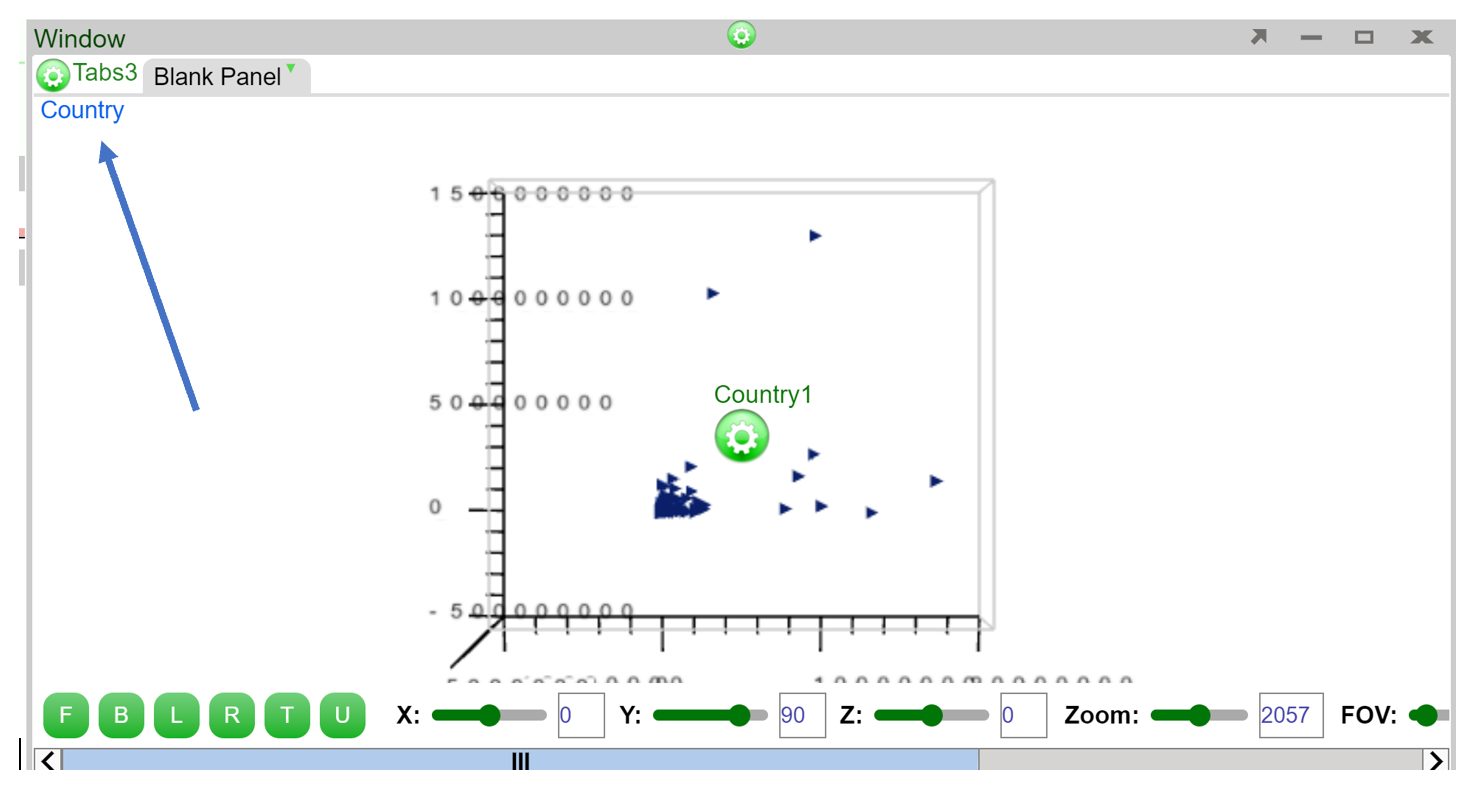 Window
Tabs3 Blank Panel
Country
1500000000
1000000000
Country1
500000000
0
-500000000
F B L R T U X: 0 Y: 90 Z: 0 Zoom: 2057 FOV: